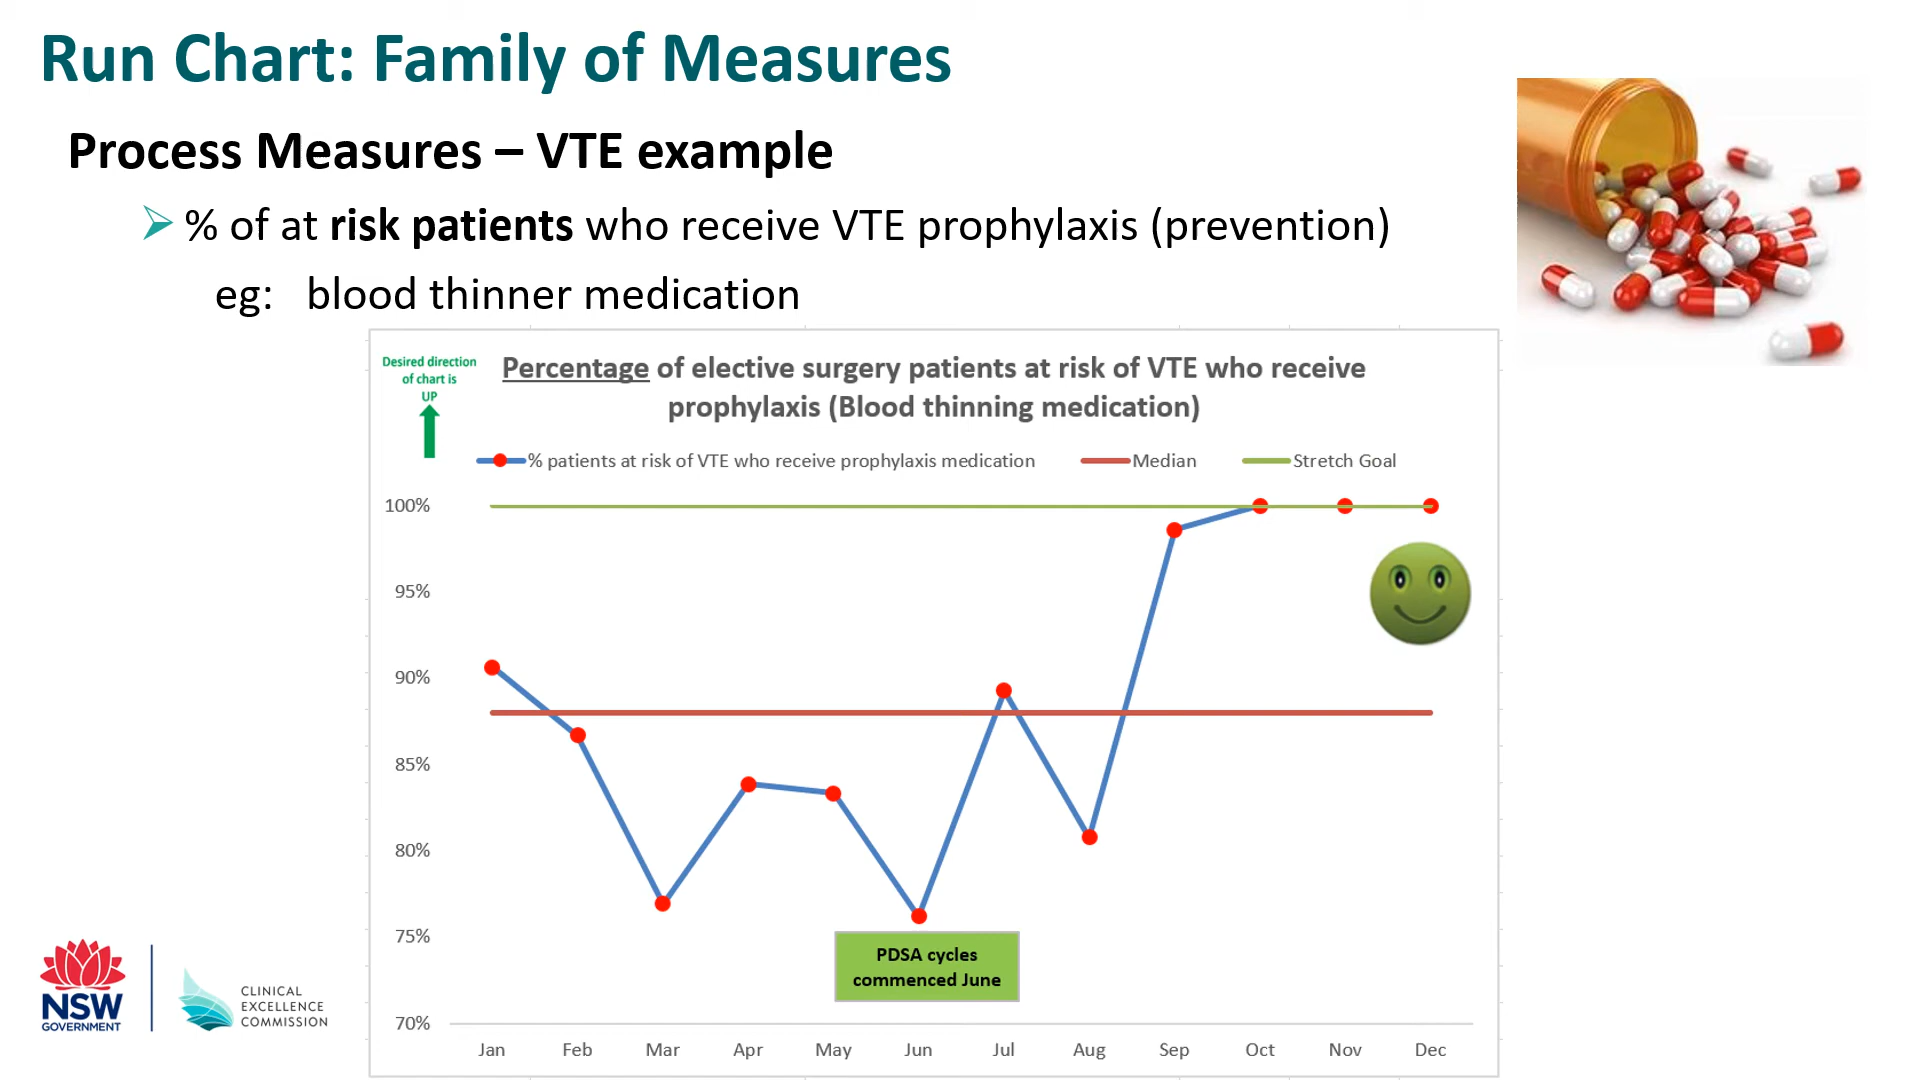 Run Chart: Family of Measures
Process Measures – VTE example
% of at risk patients who receive VTE prophylaxis (prevention)
eg: blood thinner medication
Desired direction
of chart is
UP
Percentage of elective surgery patients at risk of VTE who receive
prophylaxis (Blood thinning medication)
% patients at risk of VTE who receive prophylaxis medication
Median
Stretch Goal
100%
95%
90%
85%
80%
75%
70%
PDSA cycles
commenced June
Jan Feb Mar Apr May Jun Jul Aug Sep Oct Nov Dec
NSW
GOVERNMENT
CLINICAL
EXCELLENCE
COMMISSION